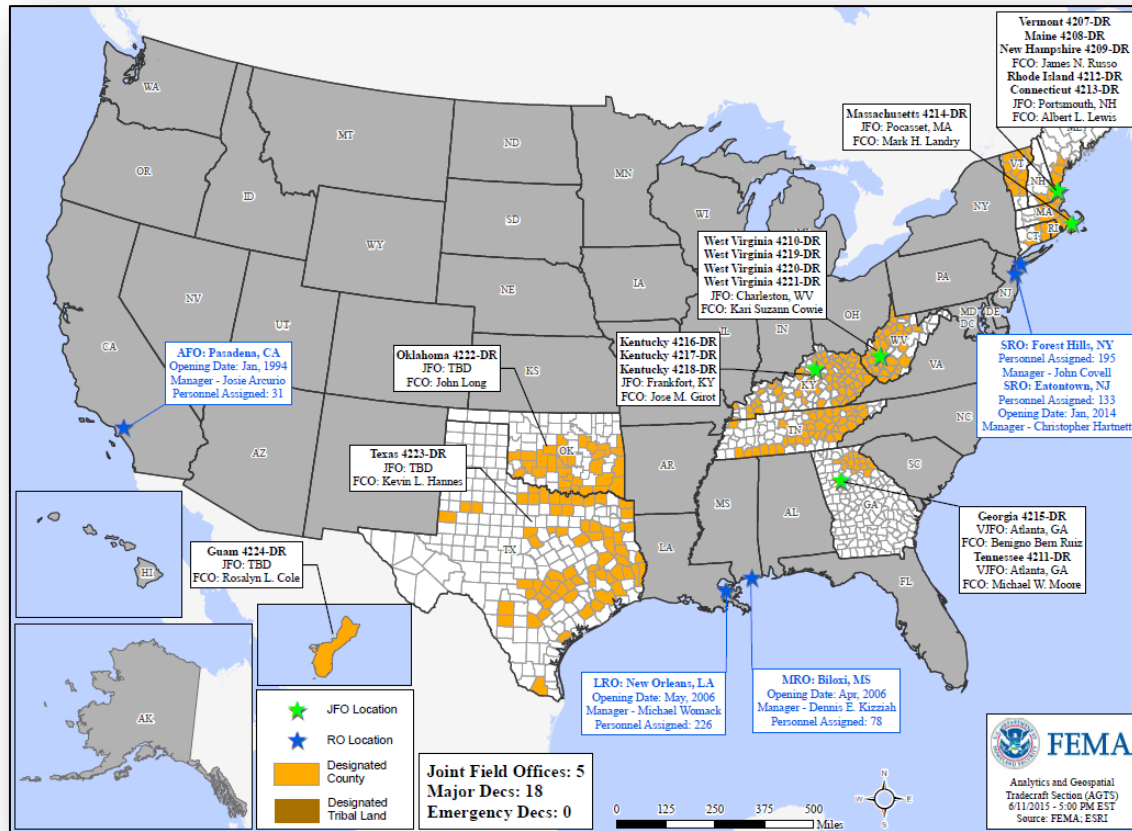 Vermont 4207-DR
Maine 4208-DR
New Hampshire 4209-DR
FCO: James N. Russo
Rhode Island 4212-DR
Connecticut 4213-DR
JFO: Portsmouth, NH
FCO: Albert L. Lewis
Massachusetts 4214-DR
JFO: Pocasset, MA
FCO: Mark H. Landry
West Virginia 4210-DR
West Virginia 4219-DR
West Virginia 4220-DR
West Virginia 4221-DR
JFO: Charleston, WV
FCO: Kari Suzann Cowie
Kentucky 4216-DR
Kentucky 4217-DR
Kentucky 4218-DR
JFO: Frankfort, KY
FCO: Jose M. Girot
Oklahoma 4222-DR
JFO: TBD
FCO: John Long
Texas 4223-DR
JFO: TBD
FCO: Kevin L. Hannes
Guam 4224-DR
JFO: TBD
FCO: Rosalyn L. Cole
AFO: Pasadena, CA
Opening Date: Jan, 1994
Manager - Josie Arcurio
Personnel Assigned: 31
SRO: Forest Hills, NY
Personnel Assigned: 195
Manager - John Covell
SRO: Eatontown, NJ
Personnel Assigned: 133
Opening Date: Jan, 2014
Manager - Christopher Hartnett
Georgia 4215-DR
VJFO: Atlanta, GA
FCO: Benigno Bern Ruiz
Tennessee 4211-DR
VJFO: Atlanta, GA
FCO: Michael W. Moore
LRO: New Orleans, LA
Opening Date: May, 2006
Manager - Michael Womack
Personnel Assigned: 226
MRO: Biloxi, MS
Opening Date: Apr, 2006
Manager - Dennis E. Kizziah
Personnel Assigned: 78
WA
MT
ND
MN
OR
ID
SD
WI
WY
NY
VT
NH
ME
MA
CT
RI
NV
UT
NE
IA
PA
NJ
CA
IL
IN
OH
MD
DE
DC
WV
VA
KS
KY
TN
NC
AZ
OK
AR
SC
TX
MS
AL
GA
LA
FL
HI
AK
JFO Location
RO Location
Designated
County
Designated
Tribal Land
Joint Field Offices: 5
Major Decs: 18
Emergency Decs: 0
N
W
E
S
0 125 250 375 500
Miles
FEMA
Analytics and Geospatial
Tradecraft Section (AGTS)
6/11/2015 - 5:00 PM EST
Source: FEMA; ESRI